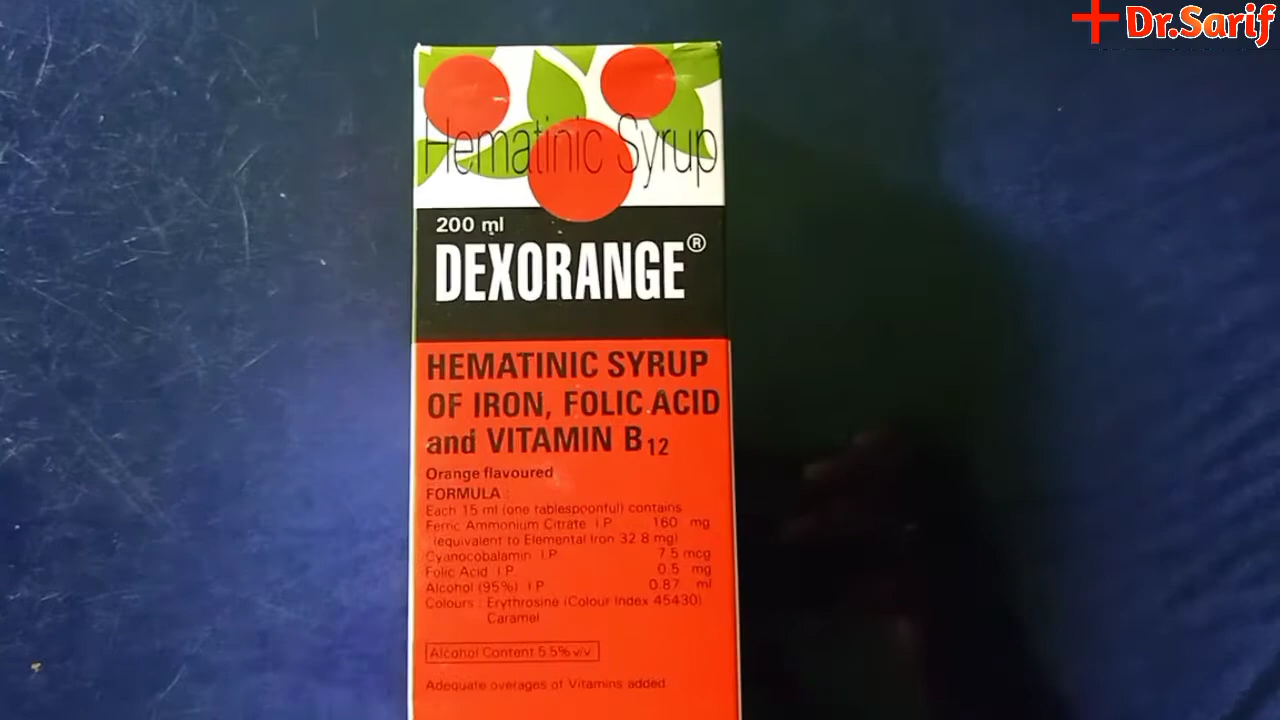 Dr.Sarif
Hematinic Syrup
200 ml
DEXORANGE®
HEMATINIC SYRUP
OF IRON, FOLIC ACID
and VITAMIN B12
Orange flavoured
FORMULA :
Each 15 ml (one tablespoonful) contains
Ferric Ammonium Citrate I.P. 160 mg
(equivalent to Elemental Iron 32.8 mg)
Cyanocobalamin I.P. 7.5 mcg
Folic Acid I.P. 0.5 mg
Alcohol (95%) I.P. 0.87 ml
Colours : Erythrosine (Colour Index 45430)
Caramel
Alcohol Content 5.5% v/v
Adequate overages of Vitamins added.